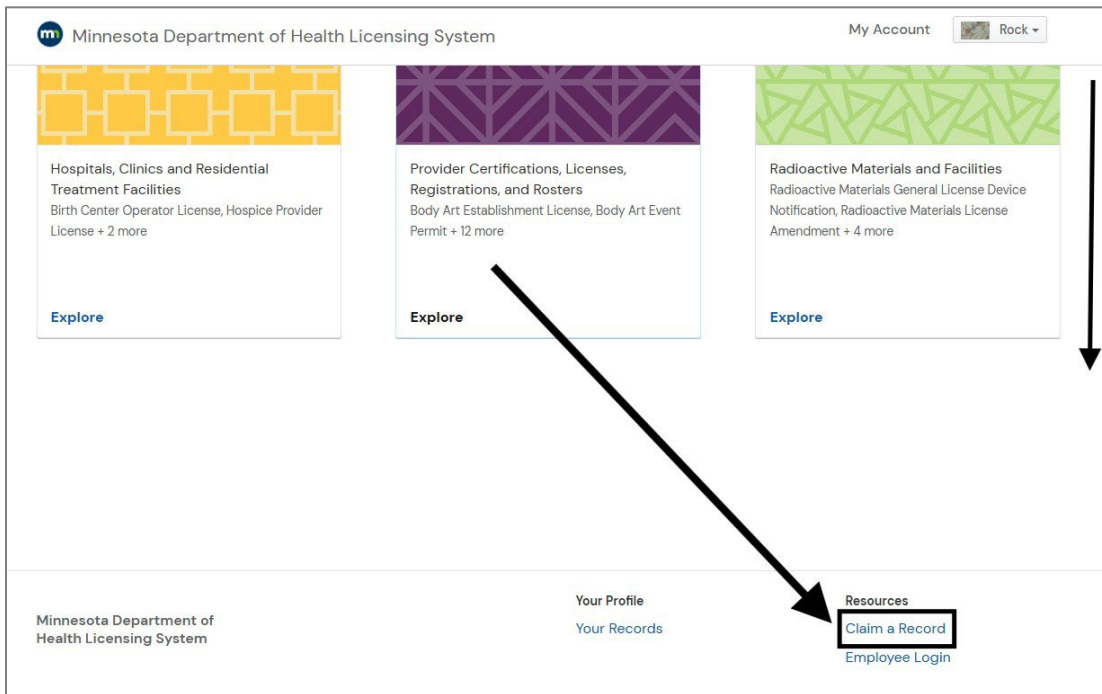 mn Minnesota Department of Health Licensing System
My Account
Rock
Hospitals, Clinics and Residential
Treatment Facilities
Birth Center Operator License, Hospice Provider
License + 2 more
Explore
Provider Certifications, Licenses,
Registrations, and Rosters
Body Art Establishment License, Body Art Event
Permit + 12 more
Explore
Radioactive Materials and Facilities
Radioactive Materials General License Device
Notification, Radioactive Materials License
Amendment + 4 more
Explore
Minnesota Department of
Health Licensing System
Your Profile
Your Records
Resources
Claim a Record
Employee Login